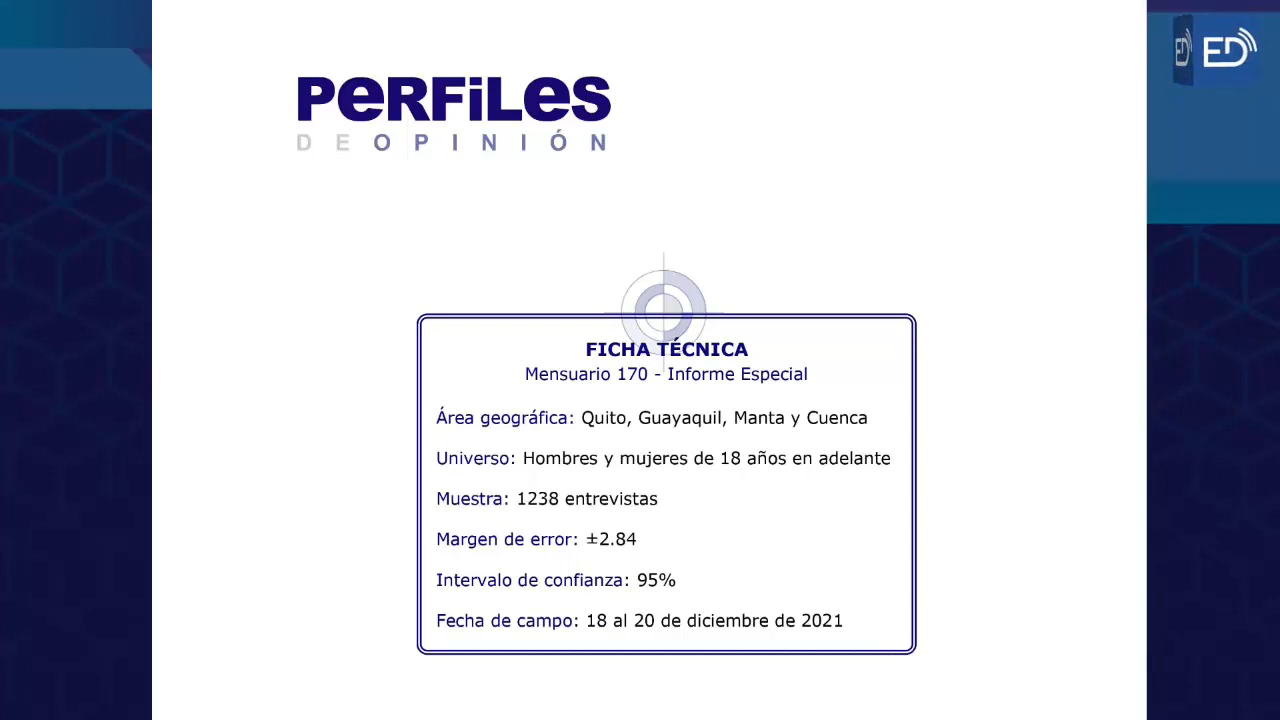 PERFiLeS
DE OPINIÓN
ED
ED
FICHA TÉCNICA
Mensuario 170 - Informe Especial
Área geográfica: Quito, Guayaquil, Manta y Cuenca
Universo: Hombres y mujeres de 18 años en adelante
Muestra: 1238 entrevistas
Margen de error: ±2.84
Intervalo de confianza: 95%
Fecha de campo: 18 al 20 de diciembre de 2021